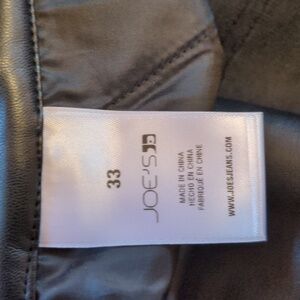 33
JOE'S
MADE IN CHINA
HECHO EN CHINA
FABRIQUÉ EN CHINE
WWW.JOESJEANS.COM